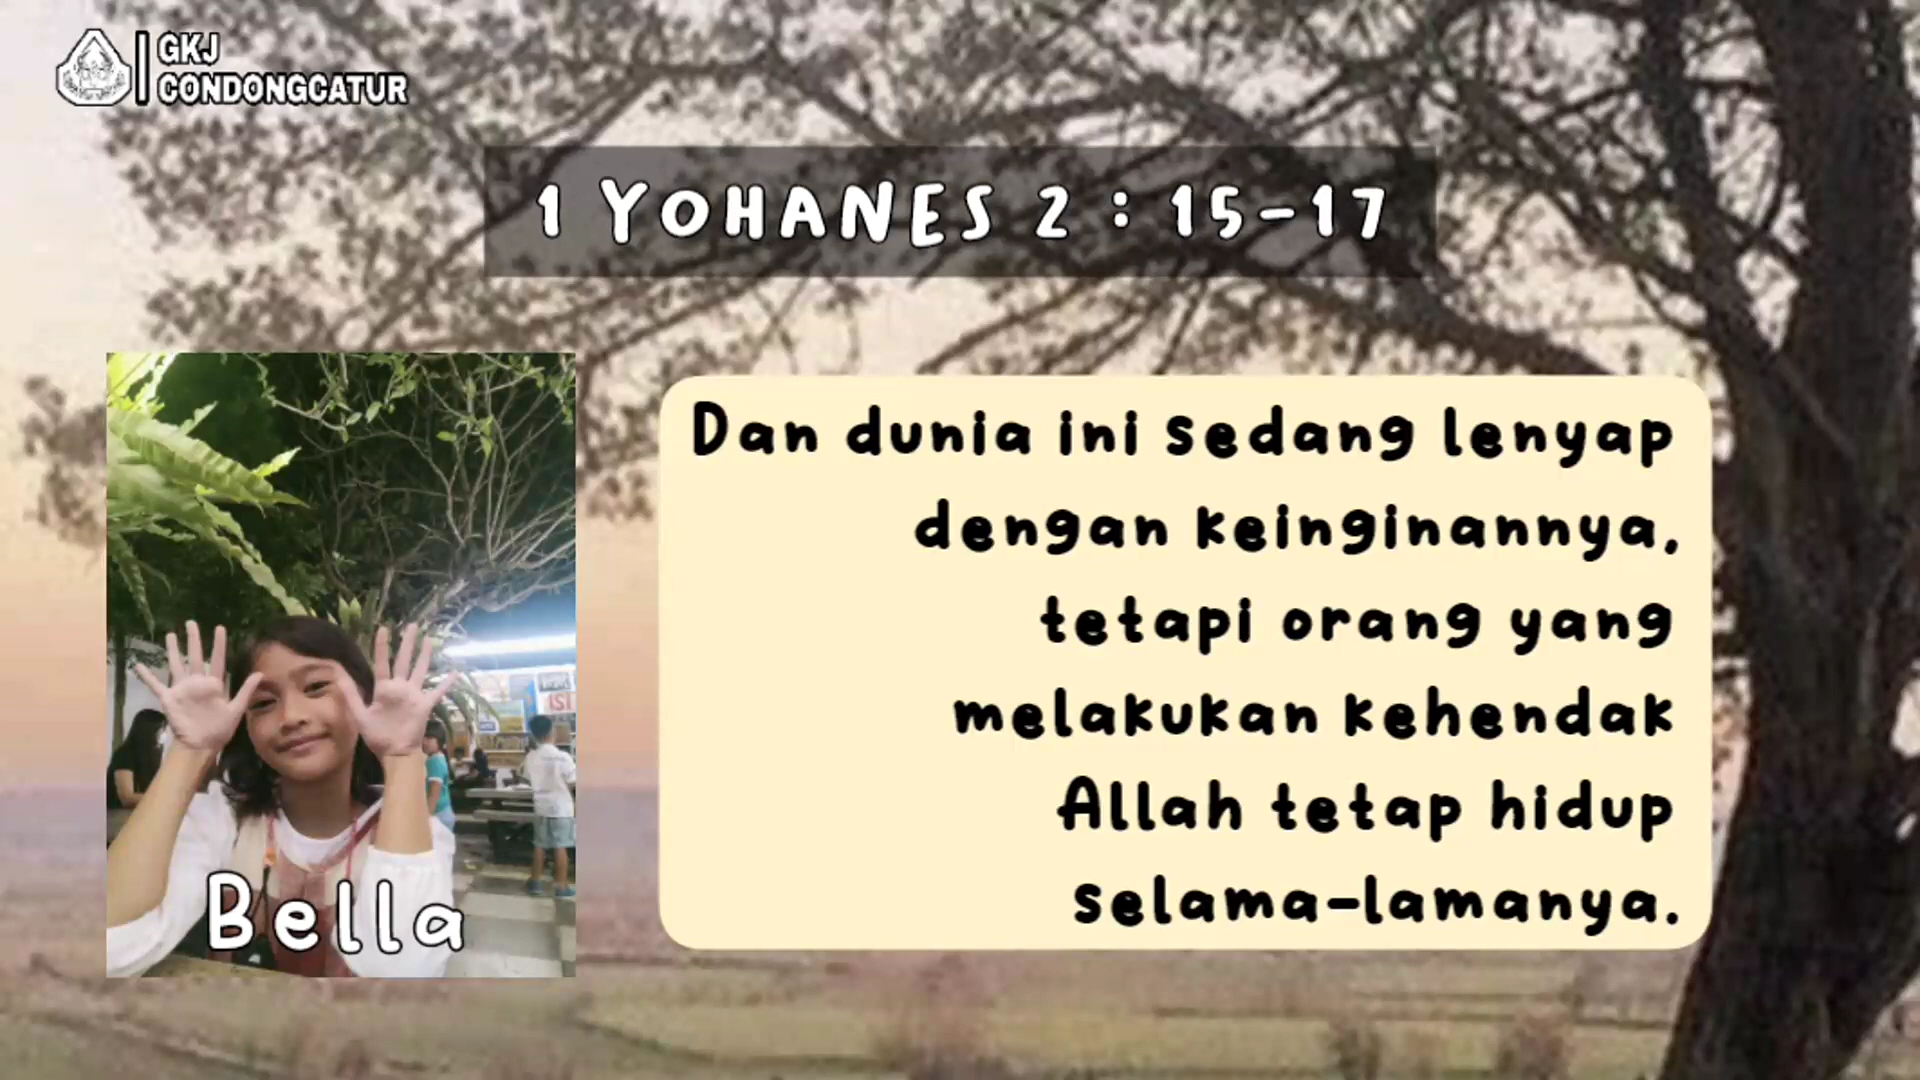 GKJ
CONDONGCATUR
1 YOHANES 2 : 15-17
Dan dunia ini sedang lenyap
dengan keinginannya,
tetapi orang yang
melakukan kehendak
Allah tetap hidup
selama-lamanya.
IST
Bella